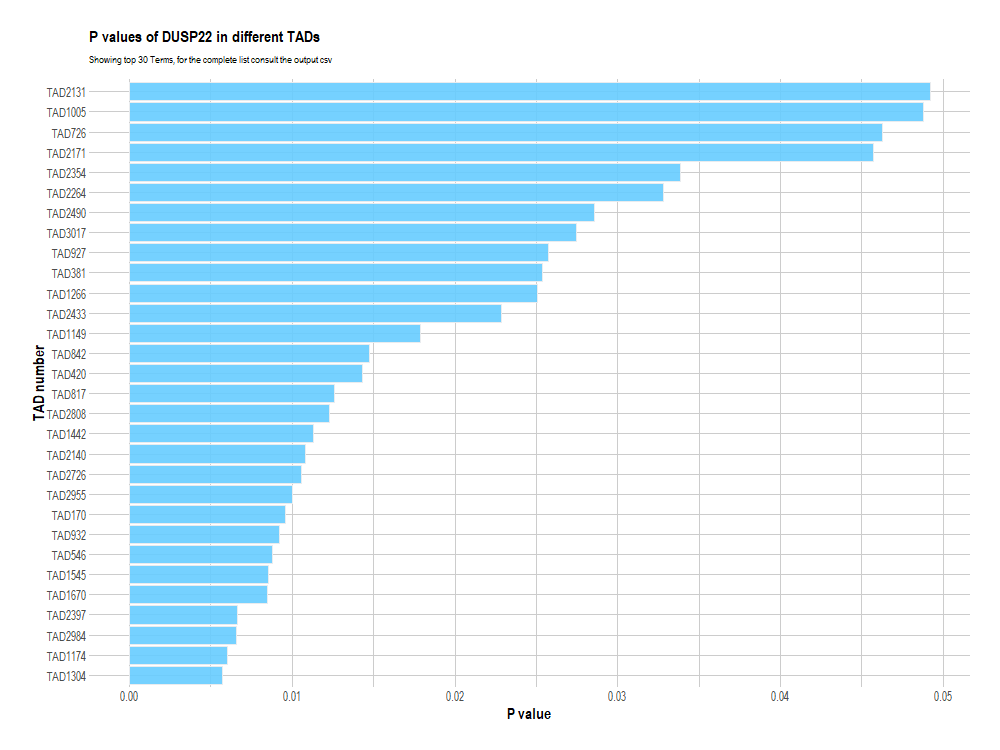 P values of DUSP22 in different TADs
Showing top 30 Terms, for the complete list consult the output csv
TAD2131
TAD1005
TAD726
TAD2171
TAD2354
TAD2264
TAD2490
TAD3017
TAD927
TAD381
TAD1266
TAD2433
TAD1149
TAD842
TAD420
TAD817
TAD2808
TAD1442
TAD2140
TAD2726
TAD2955
TAD170
TAD932
TAD546
TAD1545
TAD1670
TAD2397
TAD2984
TAD1174
TAD1304
TAD number
0.00 0.01 0.02 0.03 0.04 0.05
P value